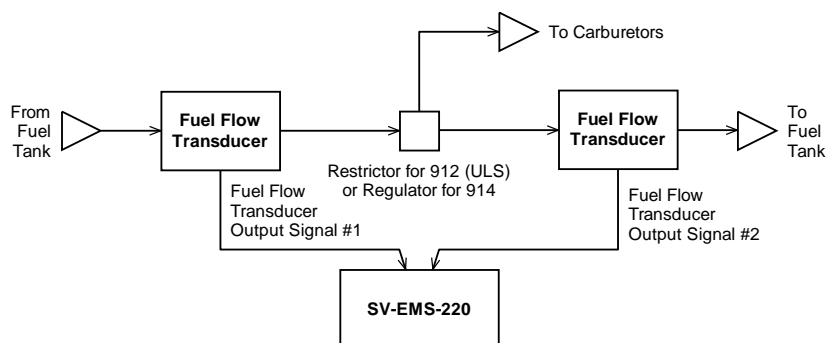 To Carburetors
From
Fuel
Tank
Fuel Flow
Transducer
Fuel Flow
Transducer
To
Fuel
Tank
Restrictor for 912 (ULS)
or Regulator for 914
Fuel Flow
Transducer
Output Signal #1
Fuel Flow
Transducer
Output Signal #2
SV-EMS-220